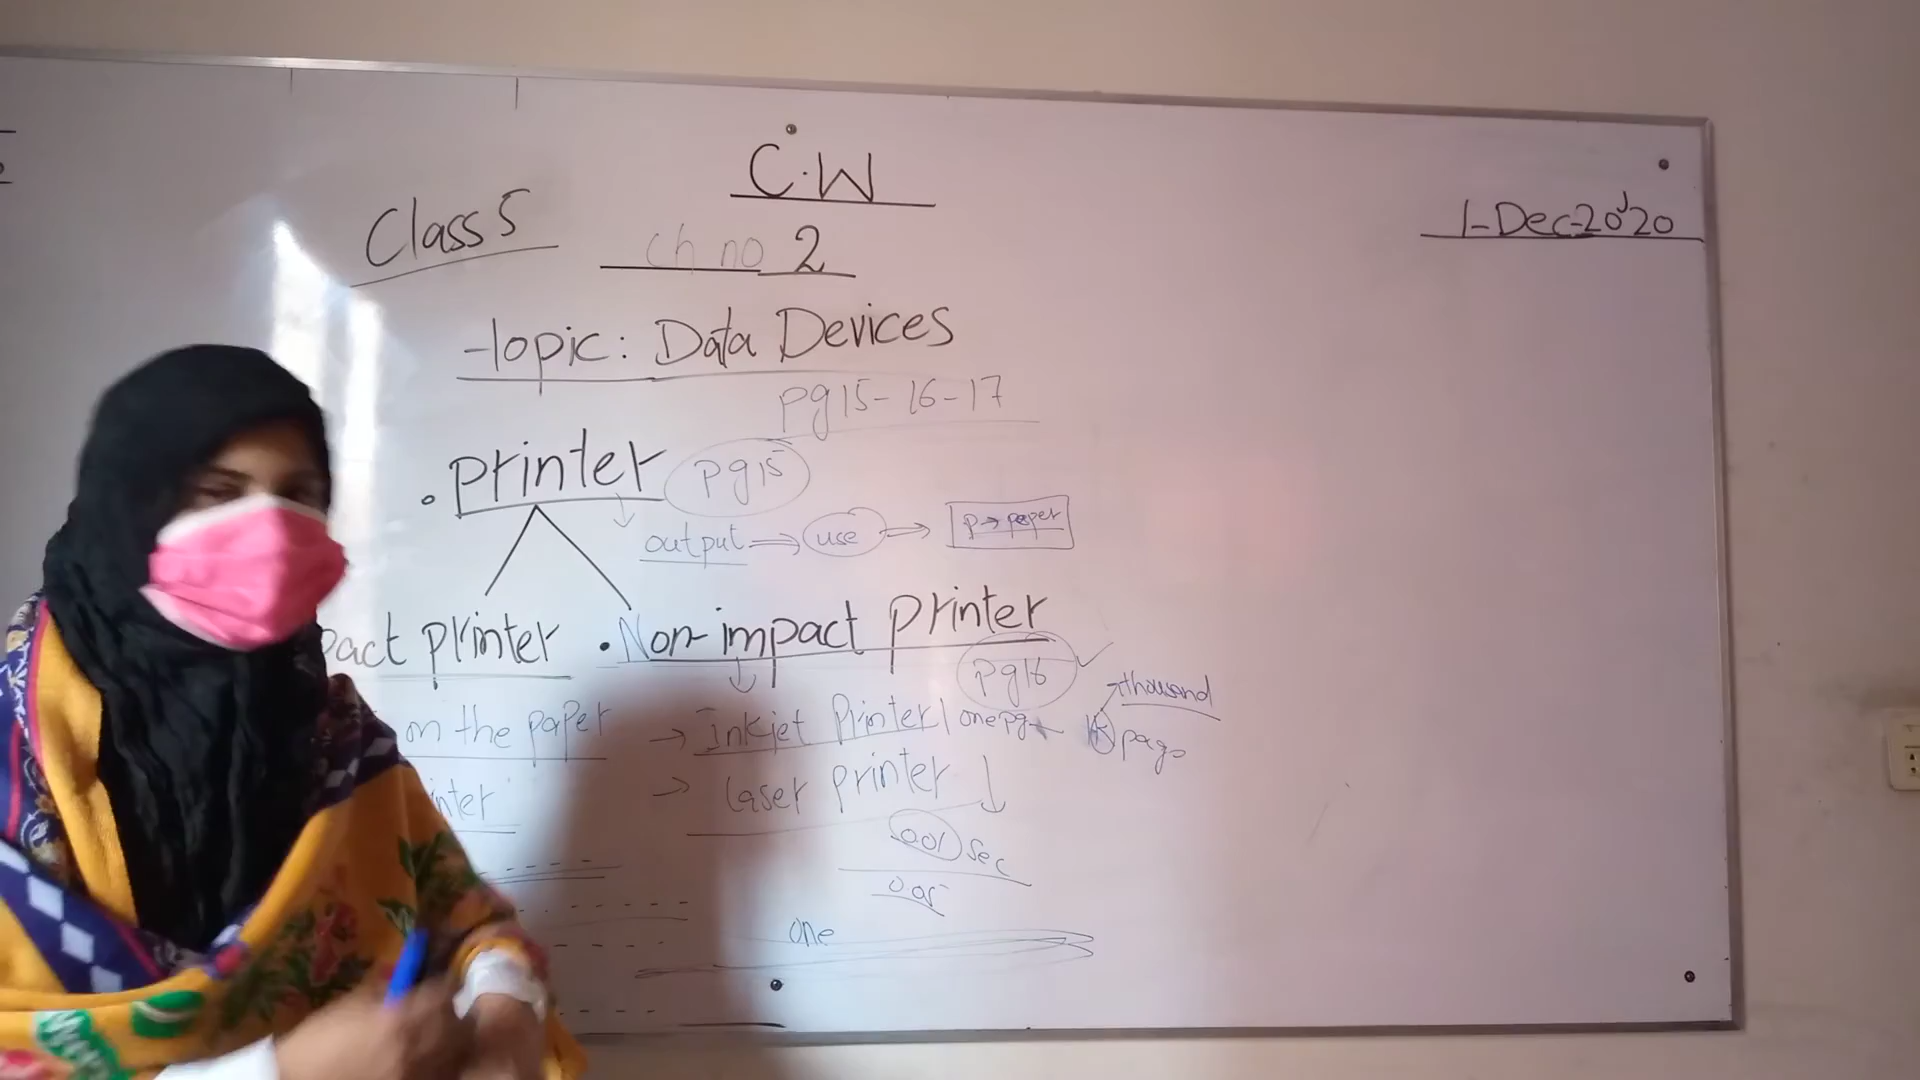 C.W
1-Dec-2020
Class 5
ch no 2
Topic: Data Devices
pg 15-16-17
• printer pg 15
output ⇒ use → p → paper
pact printer • Non-impact printer
pg 16
thousand
on the paper → Inkjet Printer 1 one pg page
inter → laser printer
0.01 sec
0.05
one